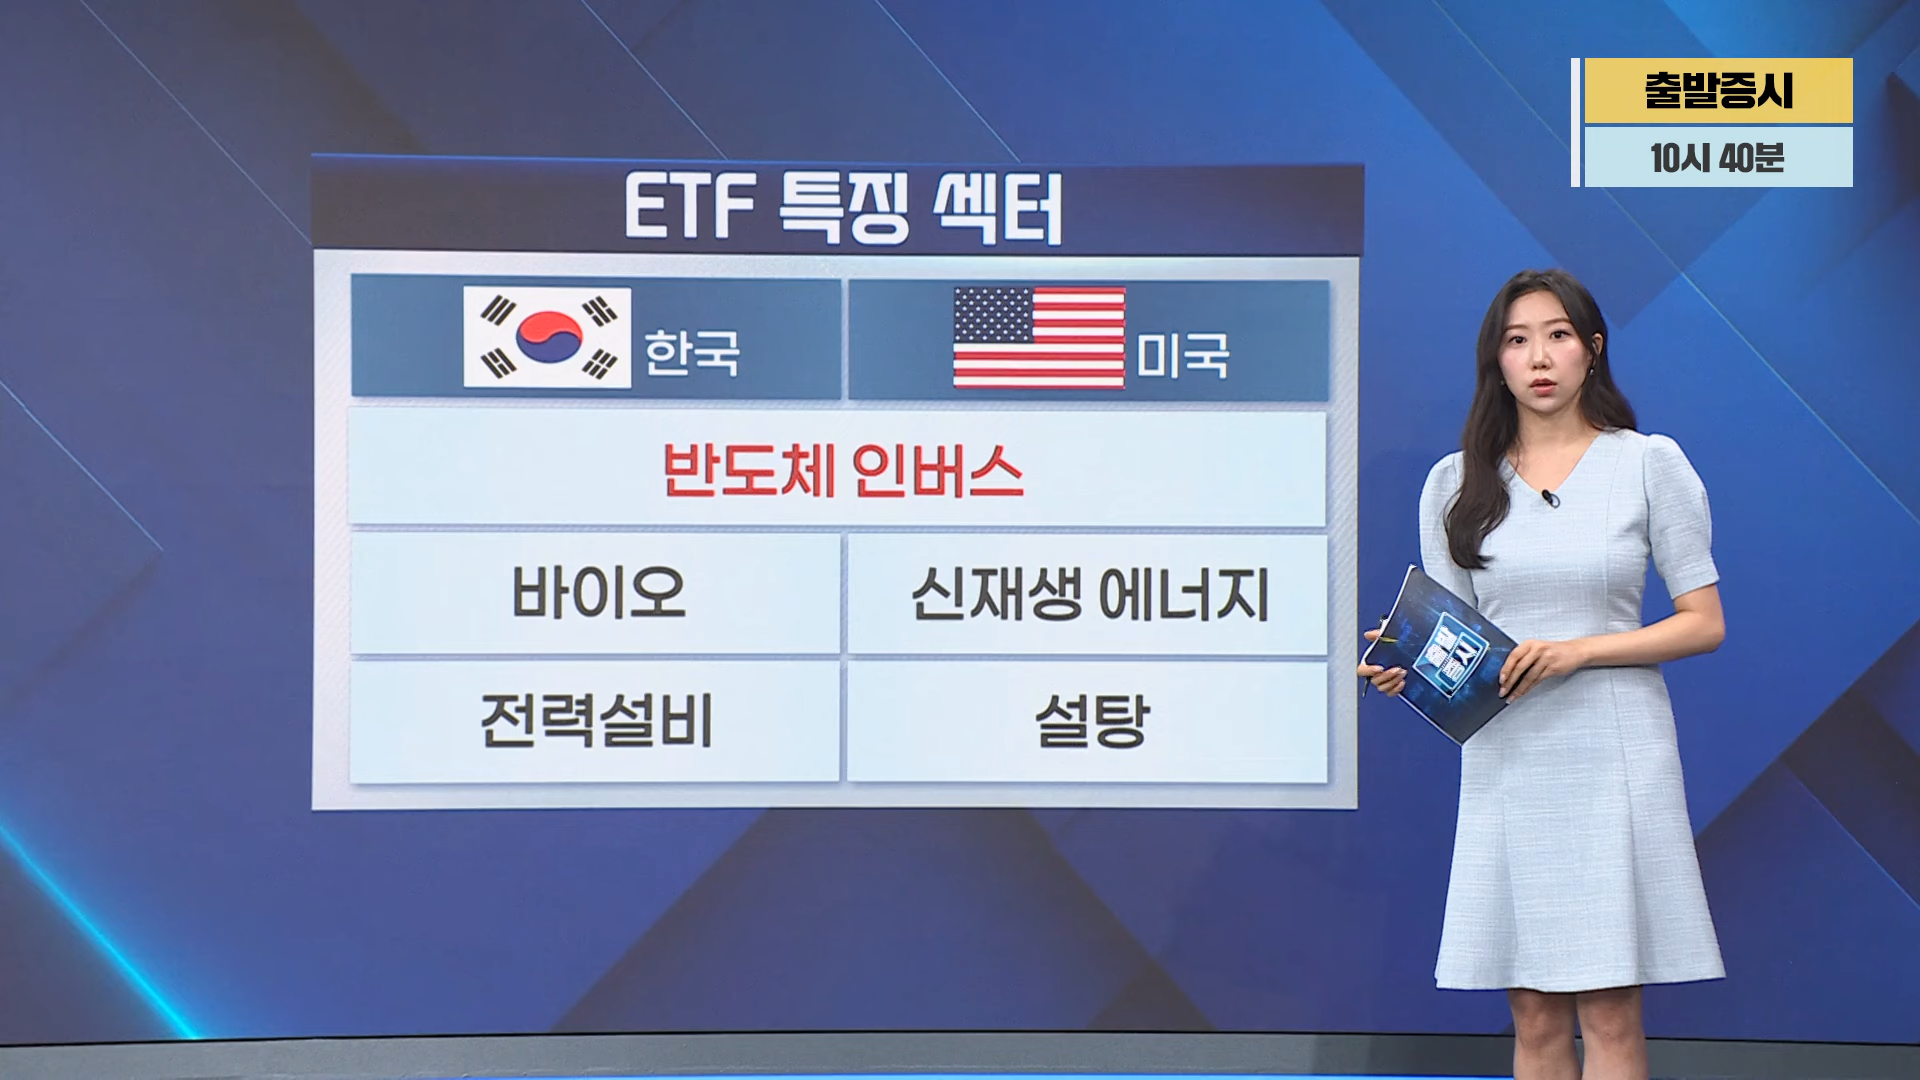 출발증시
10시 40분
ETF 특징 섹터
한국
미국
반도체 인버스
바이오
신재생 에너지
전력설비
설탕